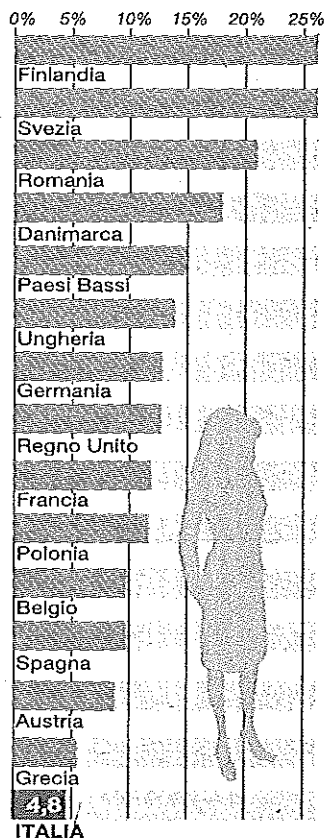 0% 5% 10% 15% 20% 25%
Finlandia
Svezia
Romania
Danimarca
Paesi Bassi
Ungheria
Germania
Regno Unito
Francia
Polonia
Belgio
Spagna
Austria
Grecia
4,8
ITALIA